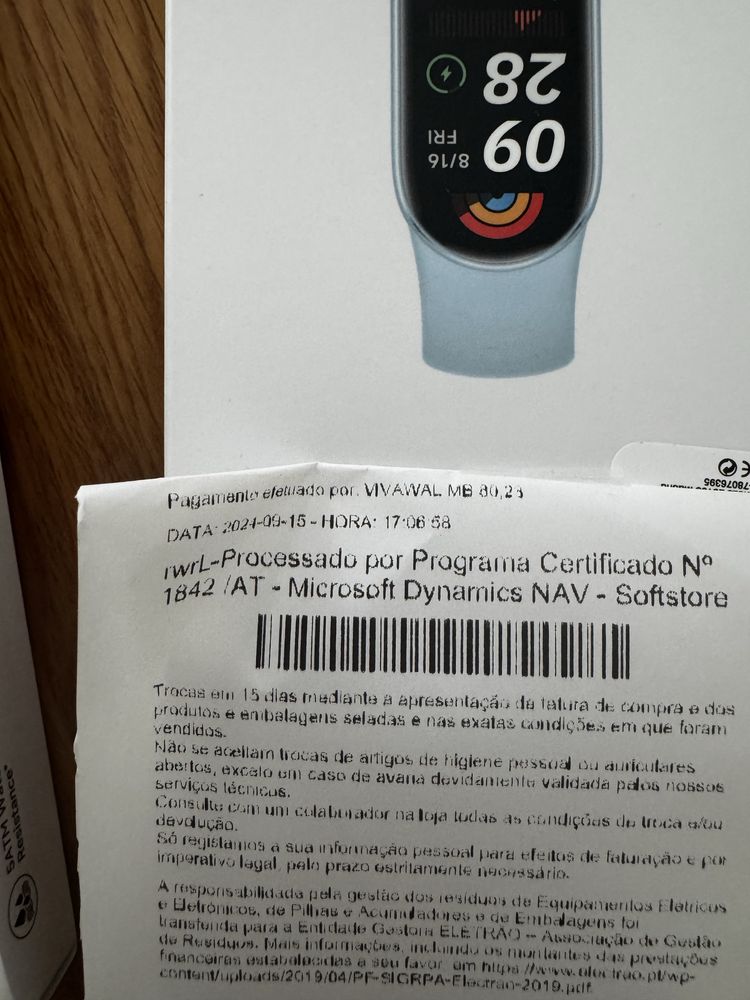 28
09
FRI
8/16
78076395
5ATM Water
Resistance*
Pagamento efetuado por: VIVAWAL MB 80,28
DATA: 2024-09-15 - HORA: 17:06:58
rwrL-Processado por Programa Certificado Nº
1842 /AT - Microsoft Dynamics NAV - Softstore
Trocas em 15 dias mediante a apresentação da fatura de compra e dos
produtos e embalagens seladas e nas exatas condições em que foram
vendidos.
Não se aceitam trocas de artigos de higiene pessoal ou auriculares
abertos, exceto em caso de avaria devidamente validada pelos nossos
serviços técnicos.
Consulte com um colaborador na loja todas as condições de troca e/ou
devolução.
Só registamos a sua informação pessoal para efeitos de faturação e por
imperativo legal, pelo prazo estritamente necessário.
A responsabilidade pela gestão dos resíduos de Equipamentos Elétricos
e Eletrónicos, de Pilhas e Acumuladores e de Embalagens foi
transferida para a Entidade Gestora ELETRÃO – Associação de Gestão
de Resíduos. Mais informações, incluindo os montantes das prestações
financeiras estabelecidas a seu favor, em https://www.electrao.pt/wp-
content/uploads/2019/04/PF-SIGRPA-Electrao-2019.pdf.